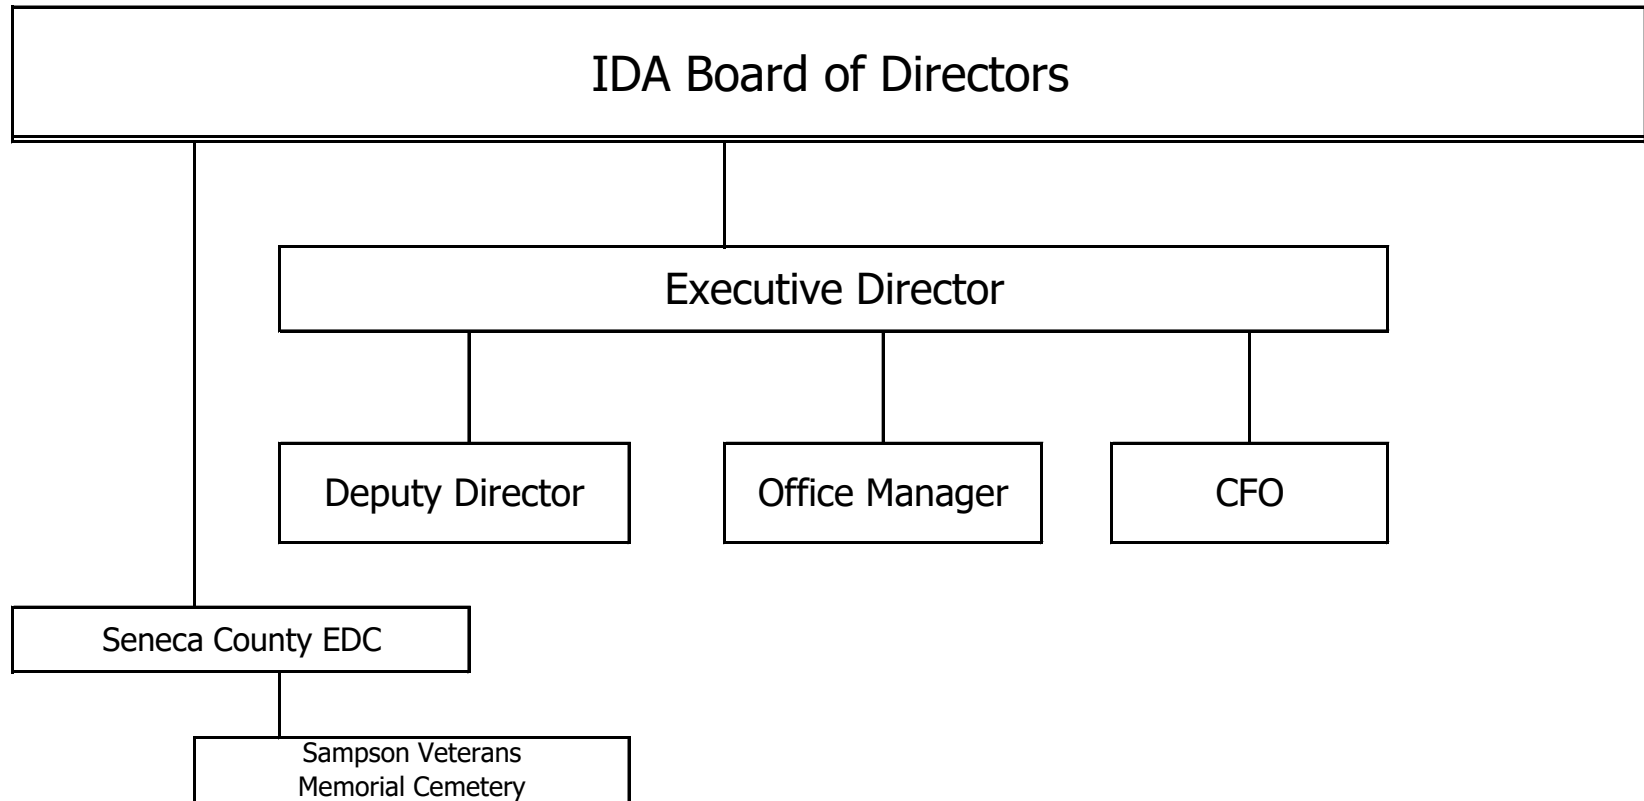 IDA Board of Directors
Executive Director
Deputy Director
Office Manager
CFO
Seneca County EDC
Sampson Veterans
Memorial Cemetery